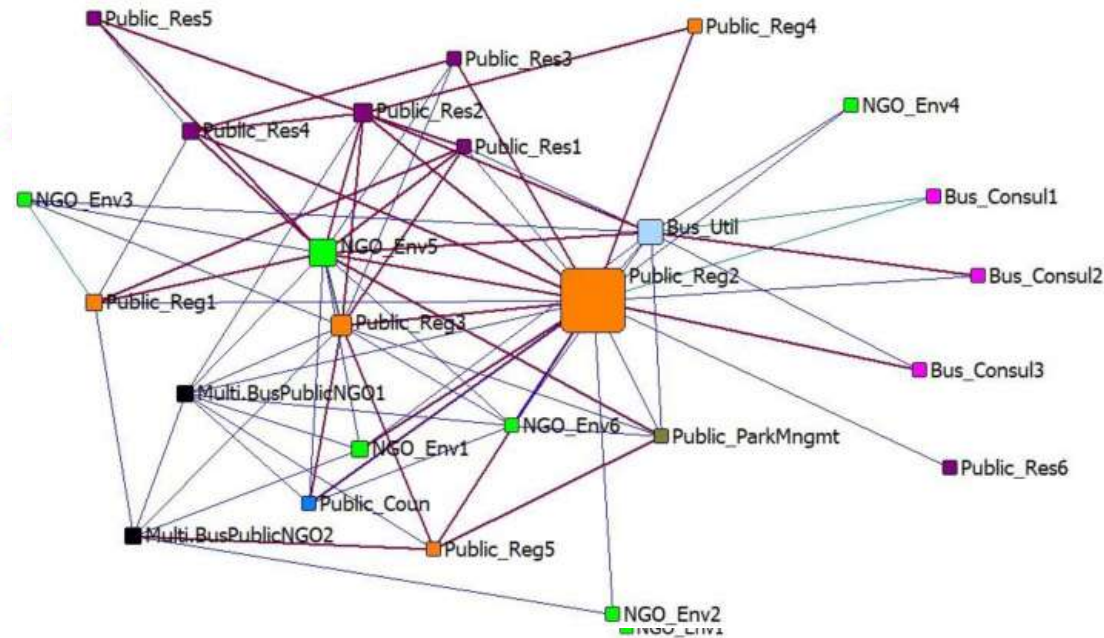 Public_Res5
Public_Reg4
Public_Res3
NGO_Env4
Public_Res2
Public_Res4
Public_Res1
NGO_Env3
Bus_Consul1
Bus_Util
NGO_Env5
Public_Reg2
Bus_Consul2
Public_Reg1
Public_Reg3
Bus_Consul3
Multi.BusPublicNGO1
NGO_Env6
Public_ParkMngmt
NGO_Env1
Public_Res6
Public_Coun
Multi.BusPublicNGO2
Public_Reg5
NGO_Env2
NGO_Env1